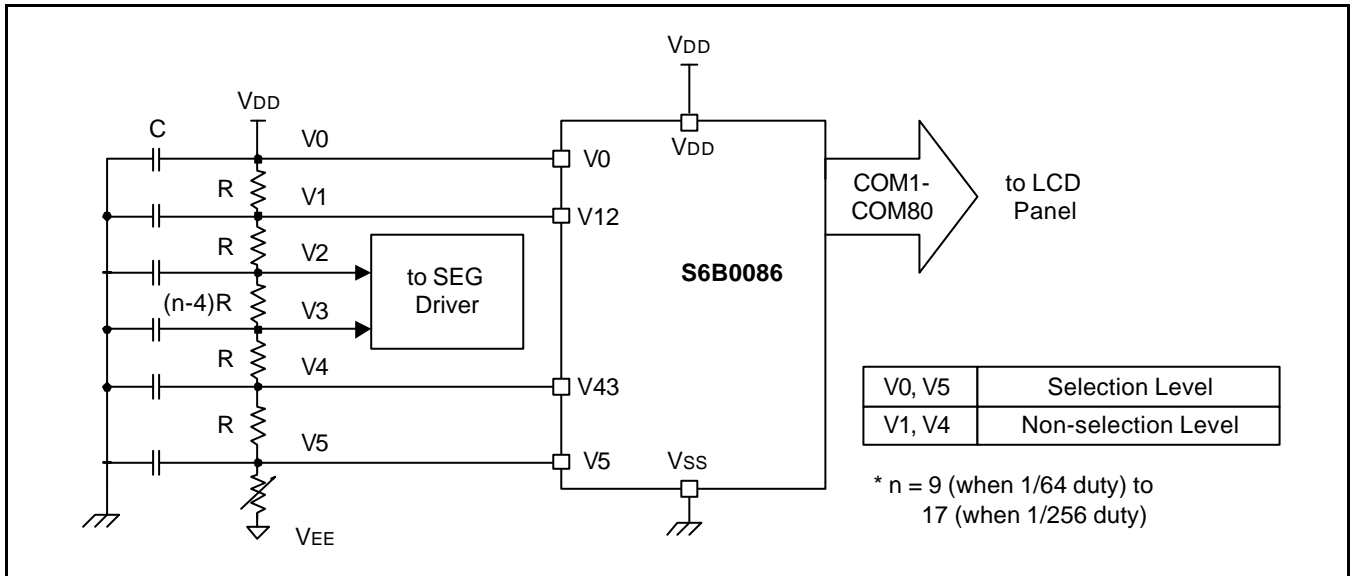 VDD
VDD
C
V0
V0
VDD
R
V1
V12
COM1-
COM80
to LCD
Panel
R
V2
to SEG
Driver
S6B0086
(n-4)R
V3
R
V4
V43
R
V5
V5
VSS
VEE
V0, V5 Selection Level
V1, V4 Non-selection Level
* n = 9 (when 1/64 duty) to
17 (when 1/256 duty)